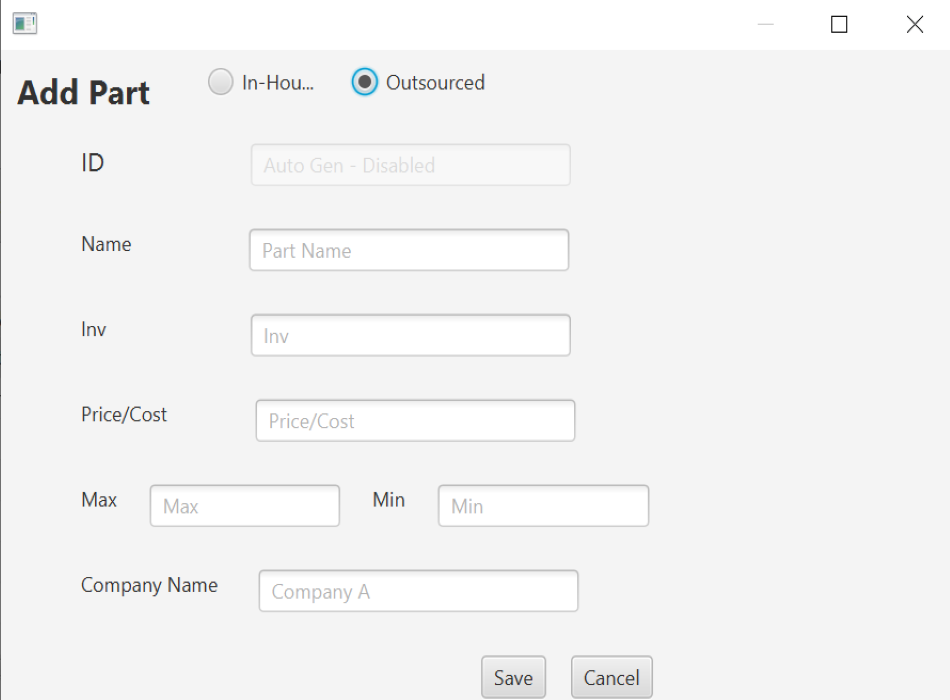 Add Part In-Hou... Outsourced
ID Auto Gen - Disabled
Name Part Name
Inv Inv
Price/Cost Price/Cost
Max Max Min Min
Company Name Company A
Save Cancel